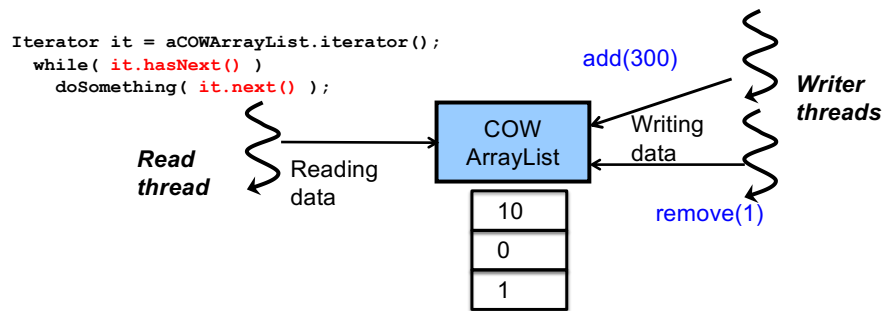 Iterator it = aCOWArrayList.iterator();
while( it.hasNext() )
doSomething( it.next() );
add(300)
Writer
threads
COW
ArrayList
Writing
data
Read
thread
Reading
data
remove(1)
10
0
1